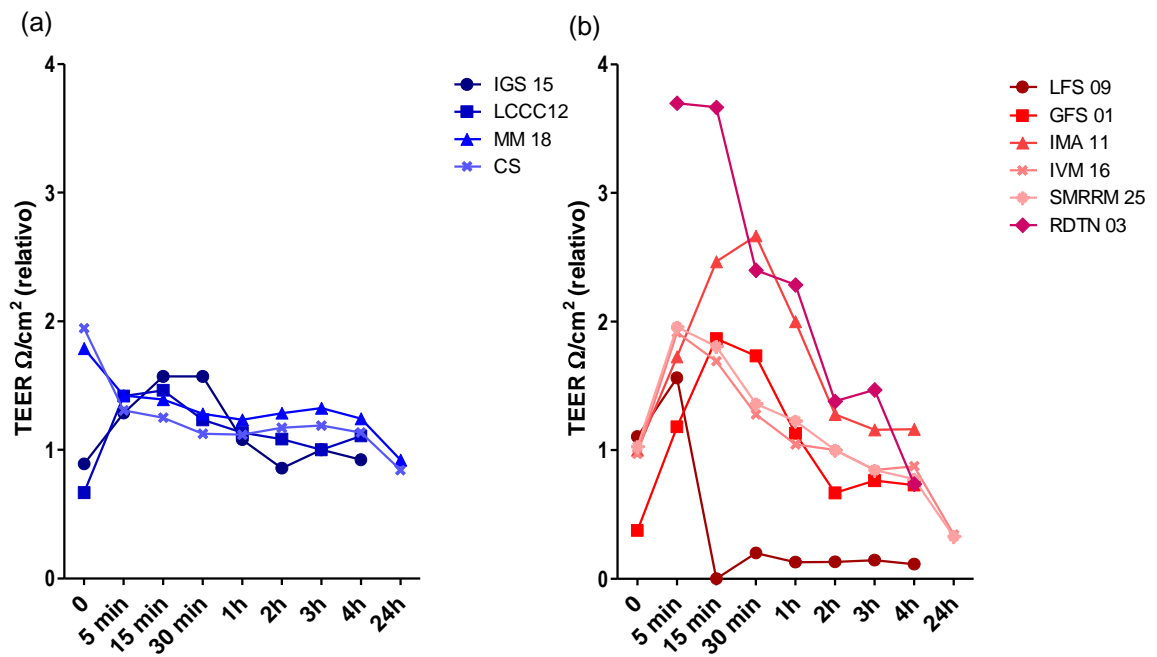 (a)
TEER Ω/cm² (relativo)
4
3
2
1
0
0
5 min
15 min
30 min
1h
2h
3h
4h
24h
IGS 15
LCCC12
MM 18
CS
(b)
TEER Ω/cm² (relativo)
4
3
2
1
0
0
5 min
15 min
30 min
1h
2h
3h
4h
24h
LFS 09
GFS 01
IMA 11
IVM 16
SMRRM 25
RDTN 03